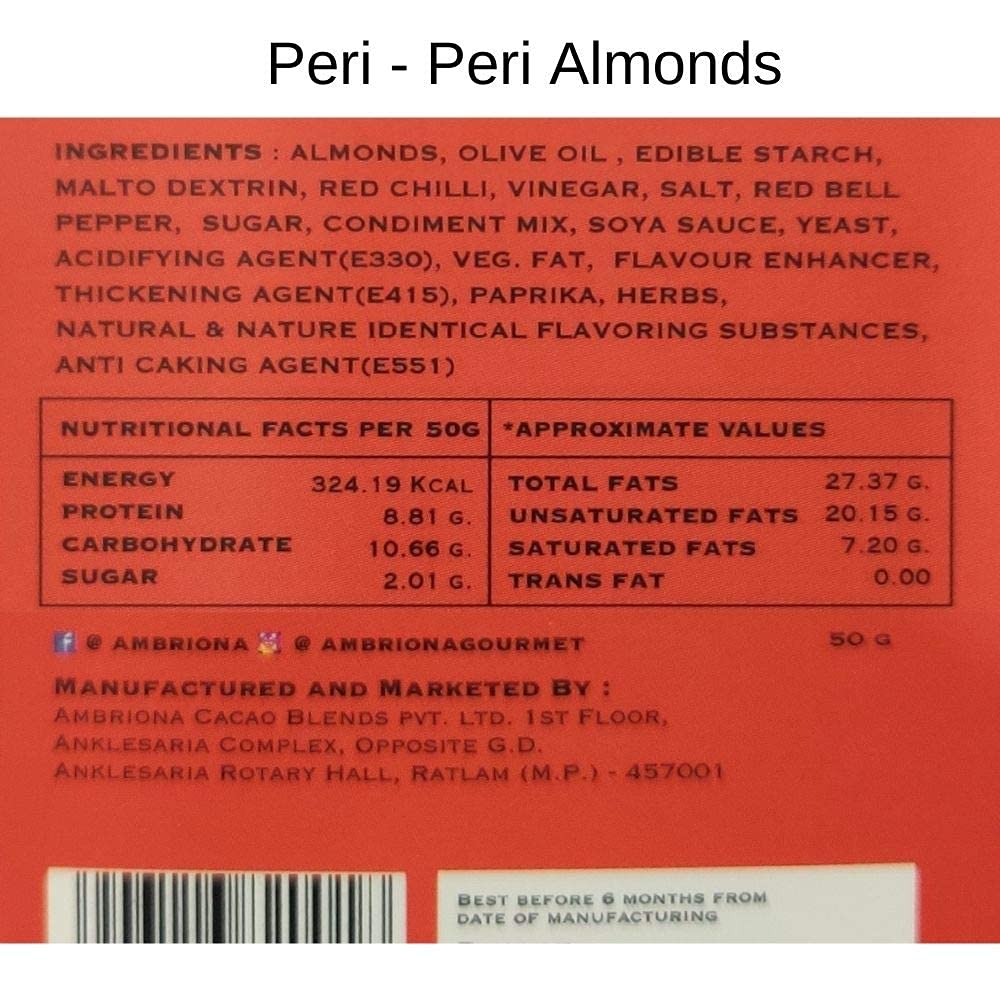 Peri - Peri Almonds
INGREDIENTS : ALMONDS, OLIVE OIL , EDIBLE STARCH,
MALTO DEXTRIN, RED CHILLI, VINEGAR, SALT, RED BELL
PEPPER, SUGAR, CONDIMENT MIX, SOYA SAUCE, YEAST,
ACIDIFYING AGENT(E330), VEG. FAT, FLAVOUR ENHANCER,
THICKENING AGENT(E415), PAPRIKA, HERBS,
NATURAL & NATURE IDENTICAL FLAVORING SUBSTANCES,
ANTI CAKING AGENT(E551)
NUTRITIONAL FACTS PER 50G *APPROXIMATE VALUES
ENERGY 324.19 KCAL TOTAL FATS 27.37 G.
PROTEIN 8.81 G. UNSATURATED FATS 20.15 G.
CARBOHYDRATE 10.66 G. SATURATED FATS 7.20 G.
SUGAR 2.01 G. TRANS FAT 0.00
@ AMBRIONA @ AMBRIONAGOURMET 50 G
MANUFACTURED AND MARKETED BY :
AMBRIONA CACAO BLENDS PVT. LTD. 1ST FLOOR,
ANKLESARIA COMPLEX, OPPOSITE G.D.
ANKLESARIA ROTARY HALL, RATLAM (M.P.) - 457001
BEST BEFORE 6 MONTHS FROM
DATE OF MANUFACTURING